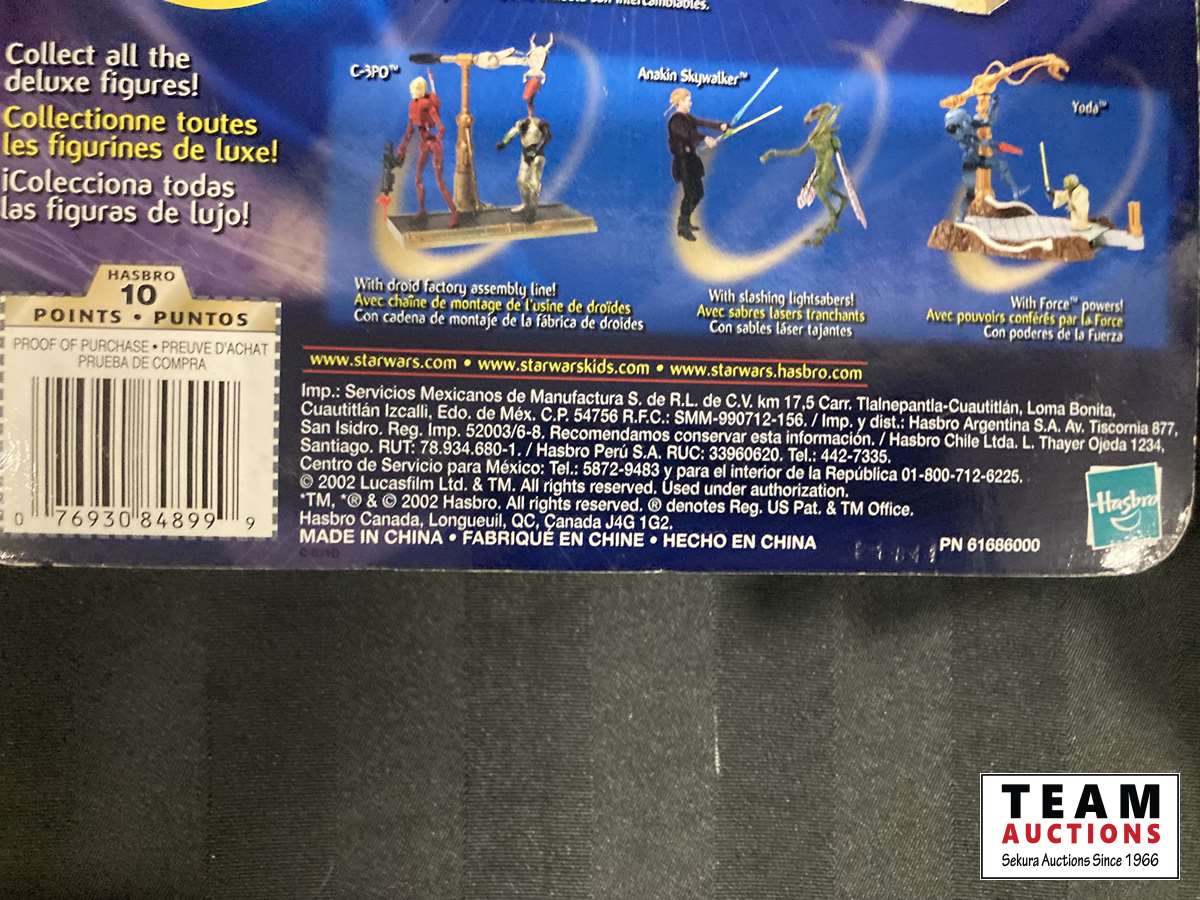 son intercambiables.
Collect all the
deluxe figures!
Collectionne toutes
les figurines de luxe!
¡Colecciona todas
las figuras de lujo!
C-3PO™
Anakin Skywalker™
Yoda™
With droid factory assembly line!
Avec chaîne de montage de l'usine de droïdes
Con cadena de montaje de la fábrica de droides
With slashing lightsabers!
Avec sabres lasers tranchants
Con sables láser tajantes
With Force™ powers!
Avec pouvoirs conférés par la Force
Con poderes de la Fuerza
HASBRO
10
POINTS • PUNTOS
PROOF OF PURCHASE • PREUVE D'ACHAT
PRUEBA DE COMPRA
0 76930 84899 9
www.starwars.com • www.starwarskids.com • www.starwars.hasbro.com
Imp.: Servicios Mexicanos de Manufactura S. de R.L. de C.V. km 17,5 Carr. Tlalnepantla-Cuautitlán, Loma Bonita,
Cuautitlán Izcalli, Edo. de Méx. C.P. 54756 R.F.C.: SMM-990712-156. / Imp. y dist.: Hasbro Argentina S.A. Av. Tiscornia 877,
San Isidro. Reg. Imp. 52003/6-8. Recomendamos conservar esta información. / Hasbro Chile Ltda. L. Thayer Ojeda 1234,
Santiago. RUT: 78.934.680-1. / Hasbro Perú S.A. RUC: 33960620. Tel.: 442-7335.
Centro de Servicio para México: Tel.: 5872-9483 y para el interior de la República 01-800-712-6225.
© 2002 Lucasfilm Ltd. & TM. All rights reserved. Used under authorization.
*TM, *® & © 2002 Hasbro. All rights reserved. ® denotes Reg. US Pat. & TM Office.
Hasbro Canada, Longueuil, QC, Canada J4G 1G2.
MADE IN CHINA • FABRIQUÉ EN CHINE • HECHO EN CHINA
PN 61686000
Hasbro
TEAM
AUCTIONS
Sekura Auctions Since 1966